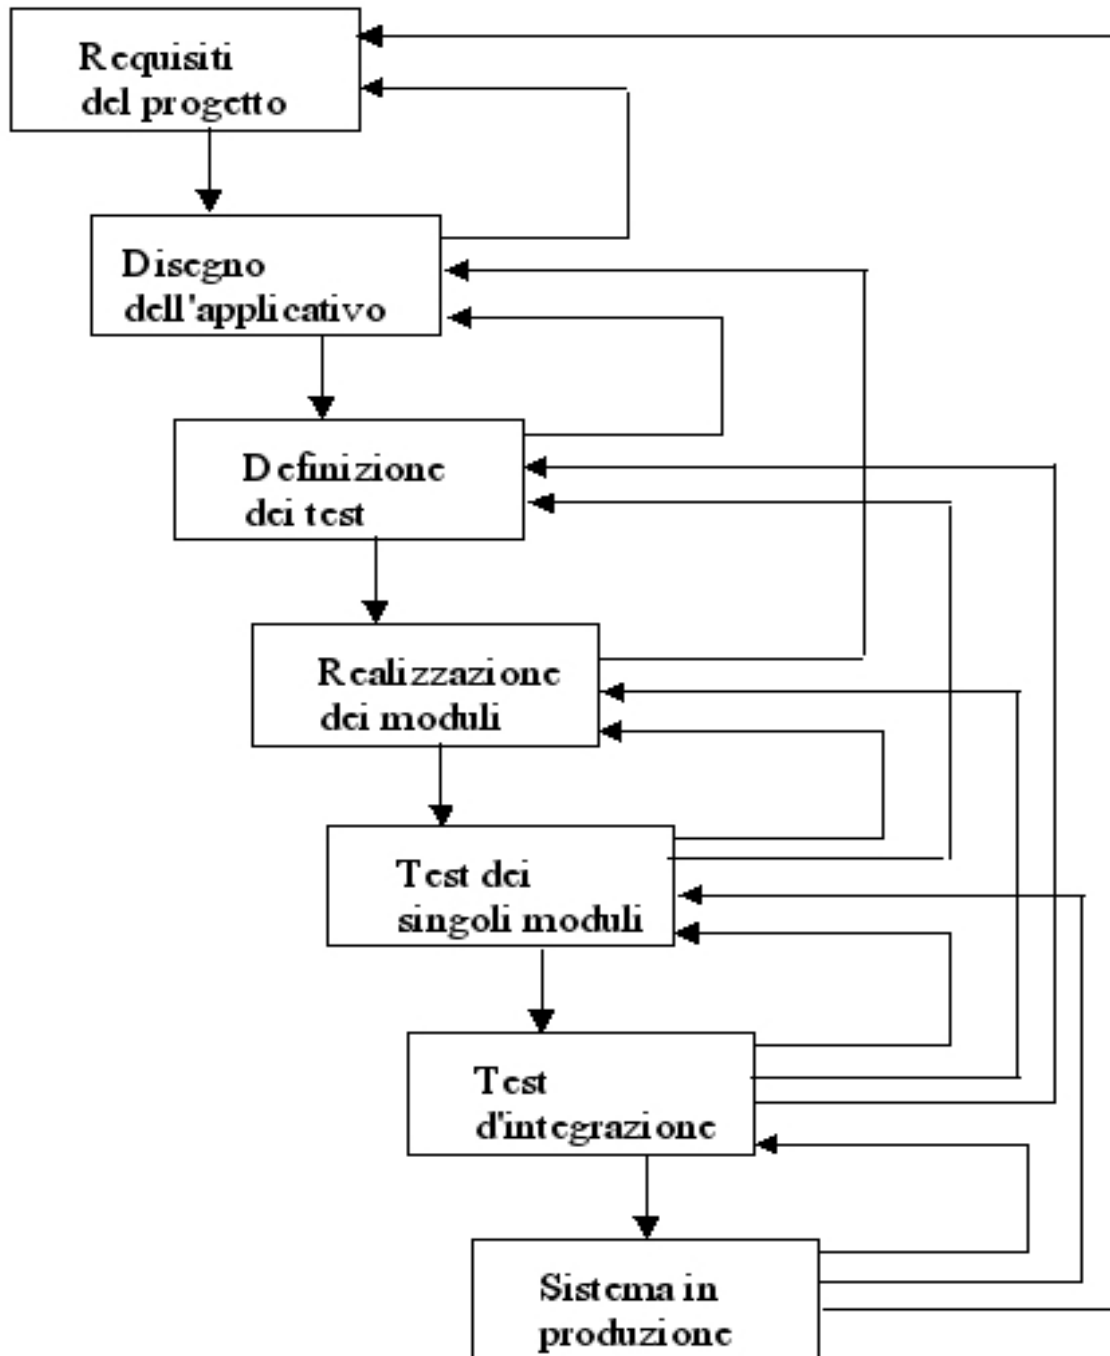 Requisiti
del progetto
Disegno
dell'applicativo
Definizione
dei test
Realizzazione
dei moduli
Test dei
singoli moduli
Test
d'integrazione
Sistema in
produzione